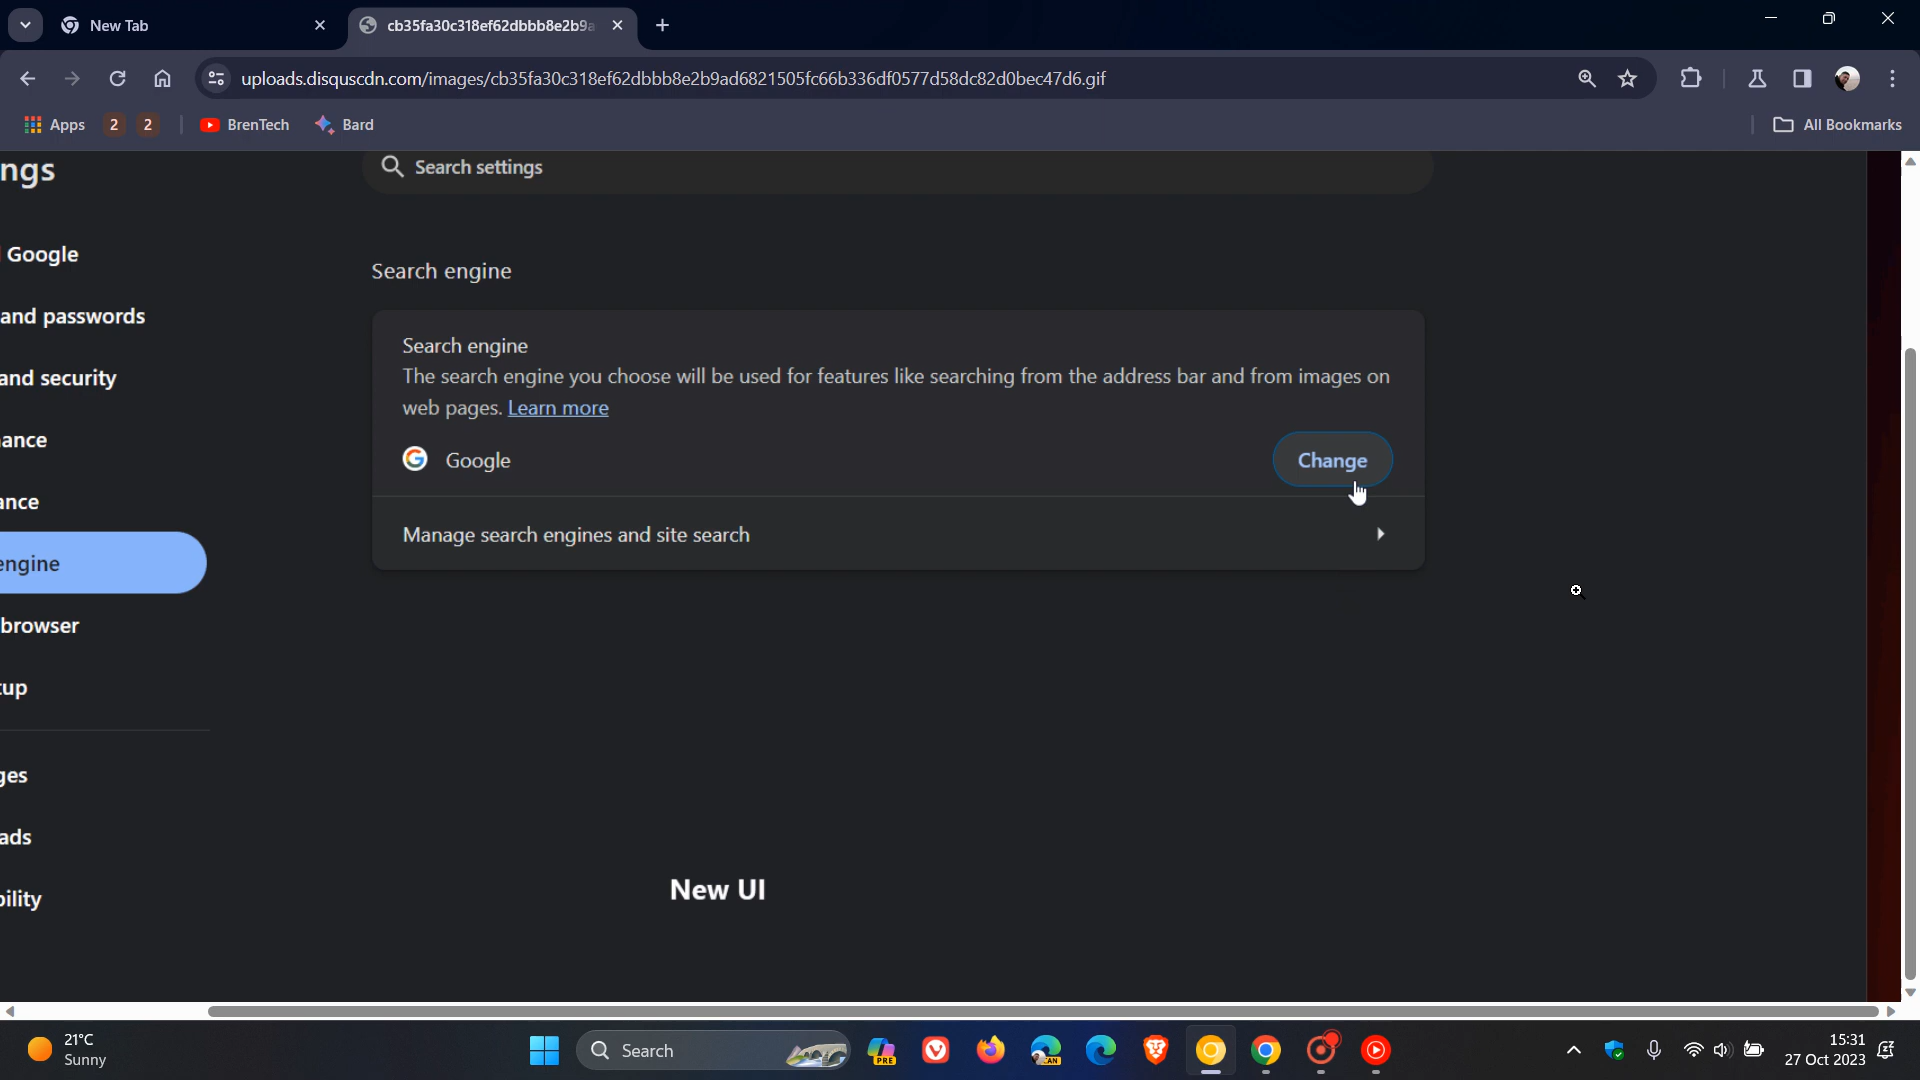 New Tab
cb35fa30c318ef62dbbb8e2b9a
uploads.disquscdn.com/images/cb35fa30c318ef62dbbb8e2b9ad6821505fc66b336df0577d58dc82d0bec47d6.gif
Apps 2 2 BrenTech Bard All Bookmarks
ngs
Search settings
Google
Search engine
and passwords
Search engine
The search engine you choose will be used for features like searching from the address bar and from images on
web pages. Learn more
and security
ance
Google
Change
ance
Manage search engines and site search
engine
browser
tup
ges
ads
New UI
bility
21°C
Sunny
Search
PRE
CAN
15:31
27 Oct 2023